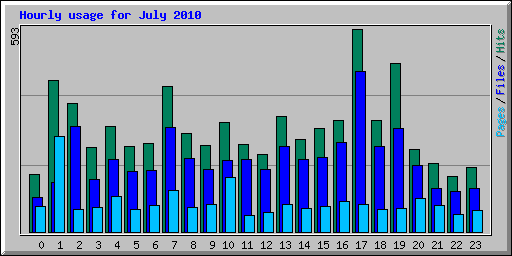 Hourly usage for July 2010
593
Pages / Files / Hits
0 1 2 3 4 5 6 7 8 9 10 11 12 13 14 15 16 17 18 19 20 21 22 23